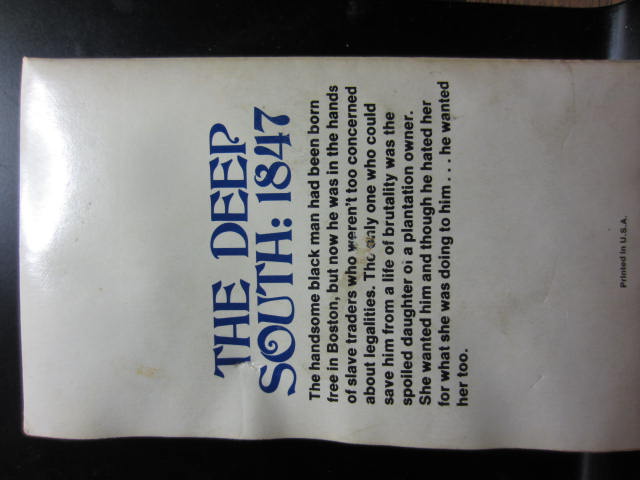 THE DEEP
SOUTH: 1847
The handsome black man had been born
free in Boston, but now he was in the hands
of slave traders who weren't too concerned
about legalities. The only one who could
save him from a life of brutality was the
spoiled daughter of a plantation owner.
She wanted him and though he hated her
for what she was doing to him.... he wanted
her too.
Printed in U.S.A.